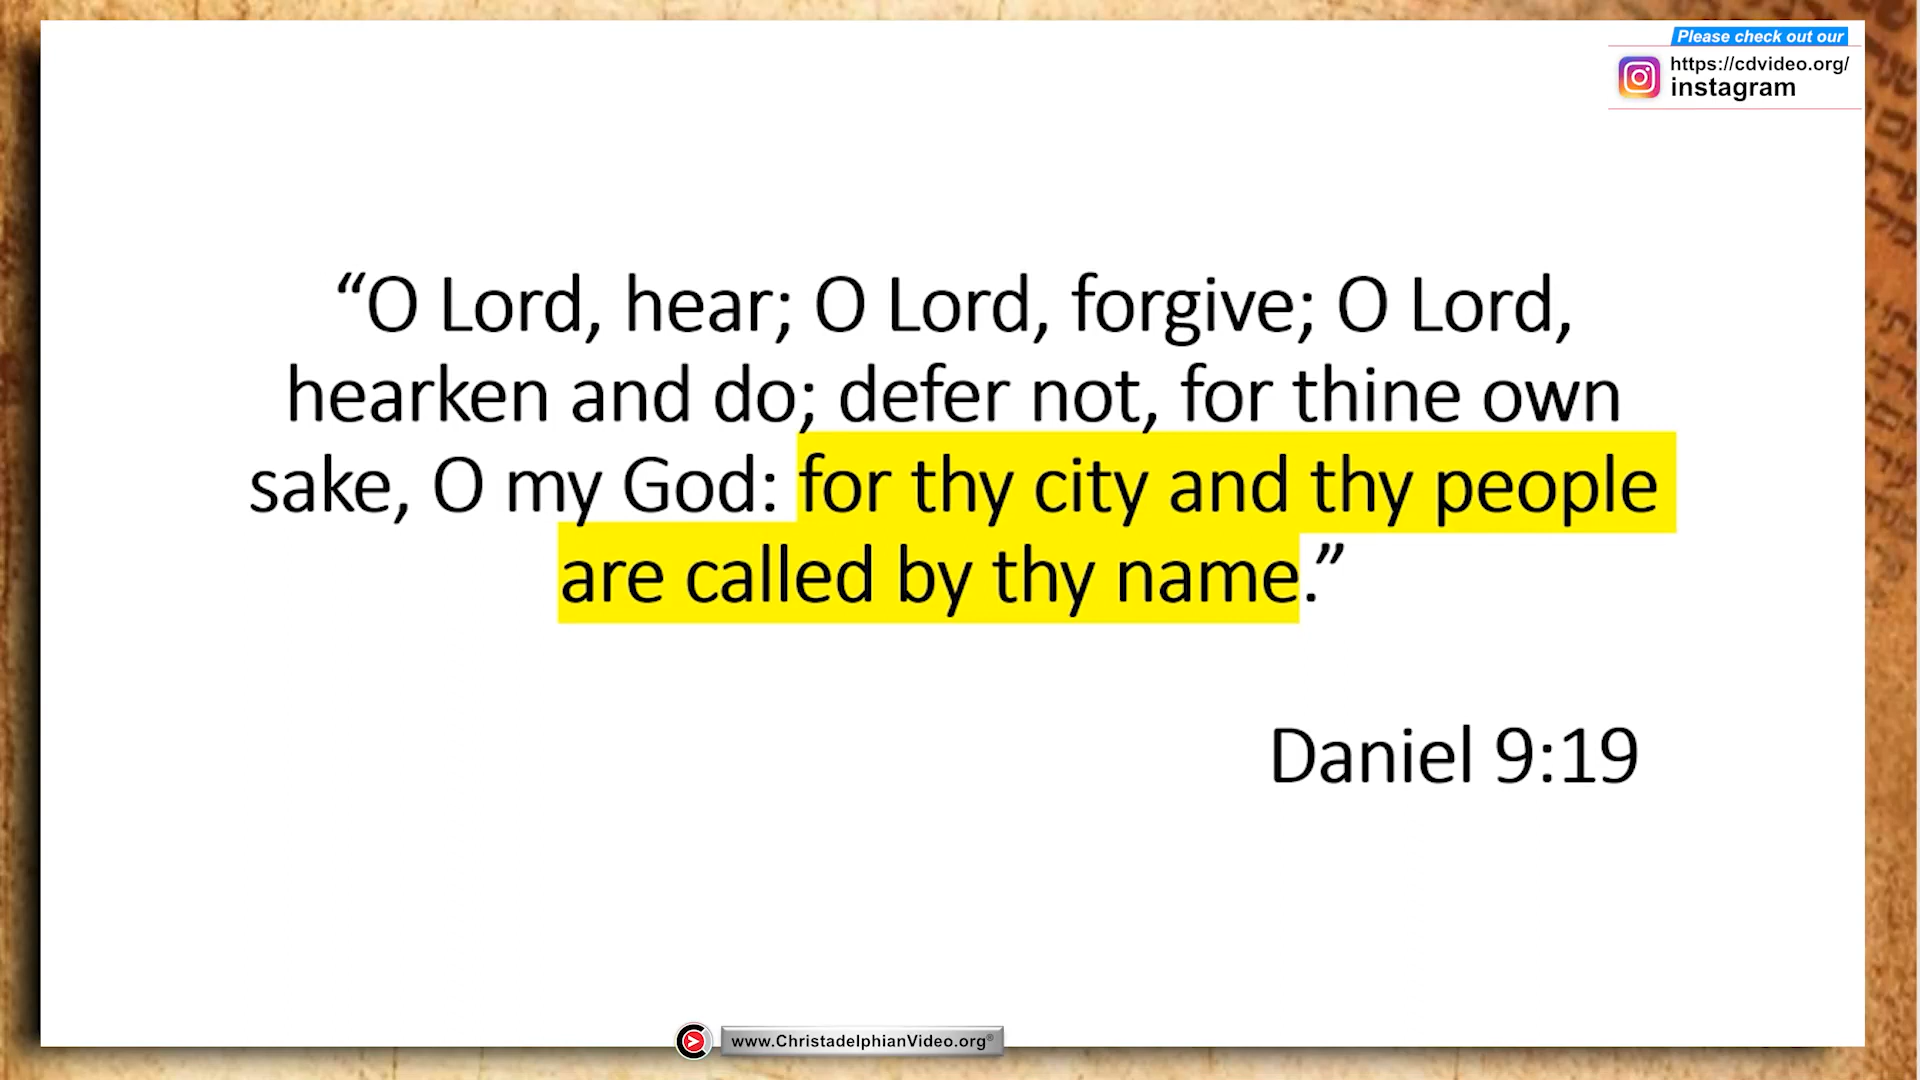 Please check out our
https://cdvideo.org/
instagram
“O Lord, hear; O Lord, forgive; O Lord,
hearken and do; defer not, for thine own
sake, O my God: for thy city and thy people
are called by thy name.”
Daniel 9:19
www.ChristadelphianVideo.org®